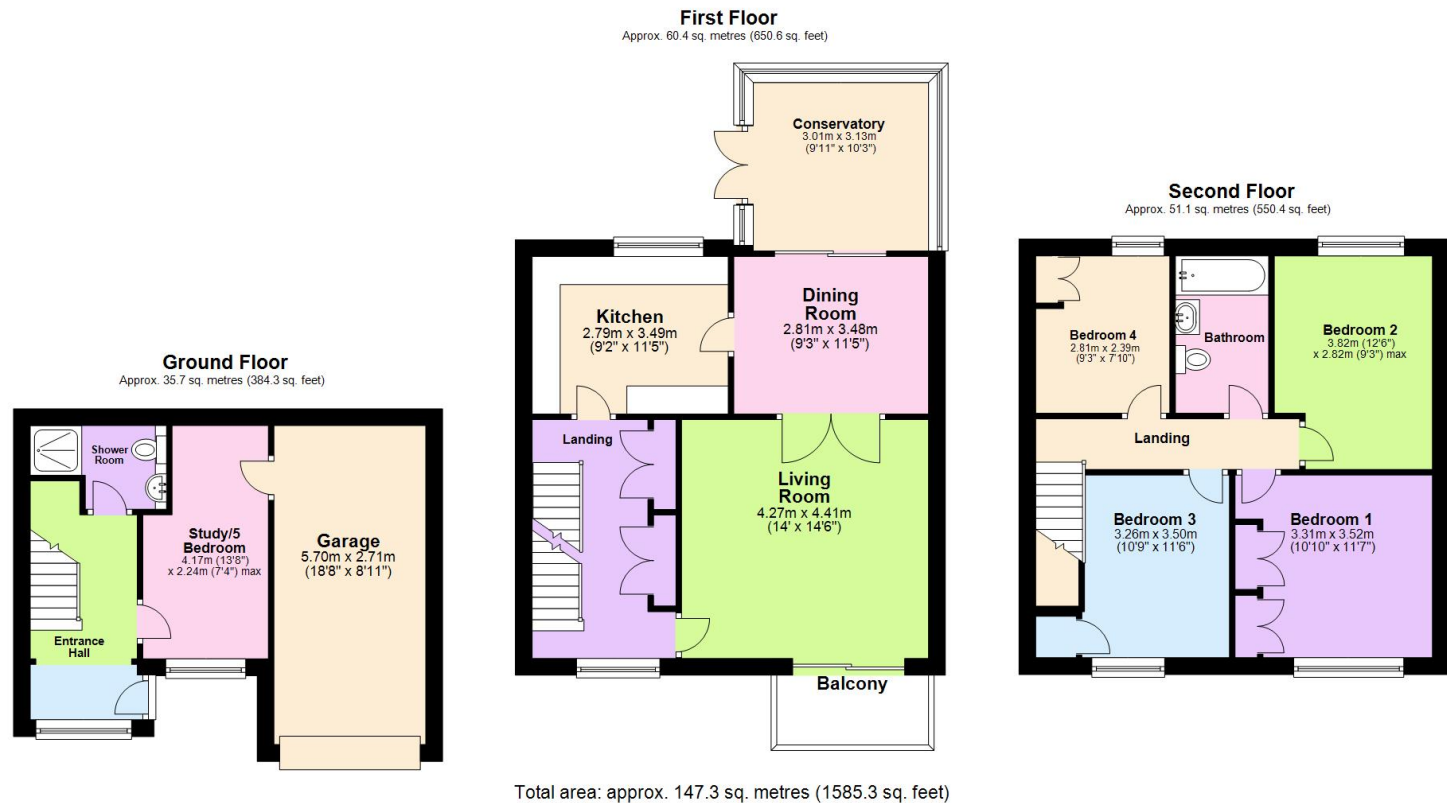 First Floor
Approx. 60.4 sq. metres (650.6 sq. feet)
Conservatory
3.01m x 3.13m
(9'11" x 10'3")
Kitchen
2.79m x 3.49m
(9'2" x 11'5")
Dining
Room
2.81m x 3.48m
(9'3" x 11'5")
Landing
Living
Room
4.27m x 4.41m
(14' x 14'6")
Balcony
Ground Floor
Approx. 35.7 sq. metres (384.3 sq. feet)
Shower
Room
Study/5
Bedroom
4.17m (13'8")
x 2.24m (7'4") max
Garage
5.70m x 2.71m
(18'8" x 8'11")
Entrance
Hall
Second Floor
Approx. 51.1 sq. metres (550.4 sq. feet)
Bedroom 4
2.81m x 2.39m
(9'3" x 7'10")
Bathroom
Bedroom 2
3.82m (12'6")
x 2.82m (9'3") max
Landing
Bedroom 3
3.26m x 3.50m
(10'9" x 11'6")
Bedroom 1
3.31m x 3.52m
(10'10" x 11'7")
Total area: approx. 147.3 sq. metres (1585.3 sq. feet)